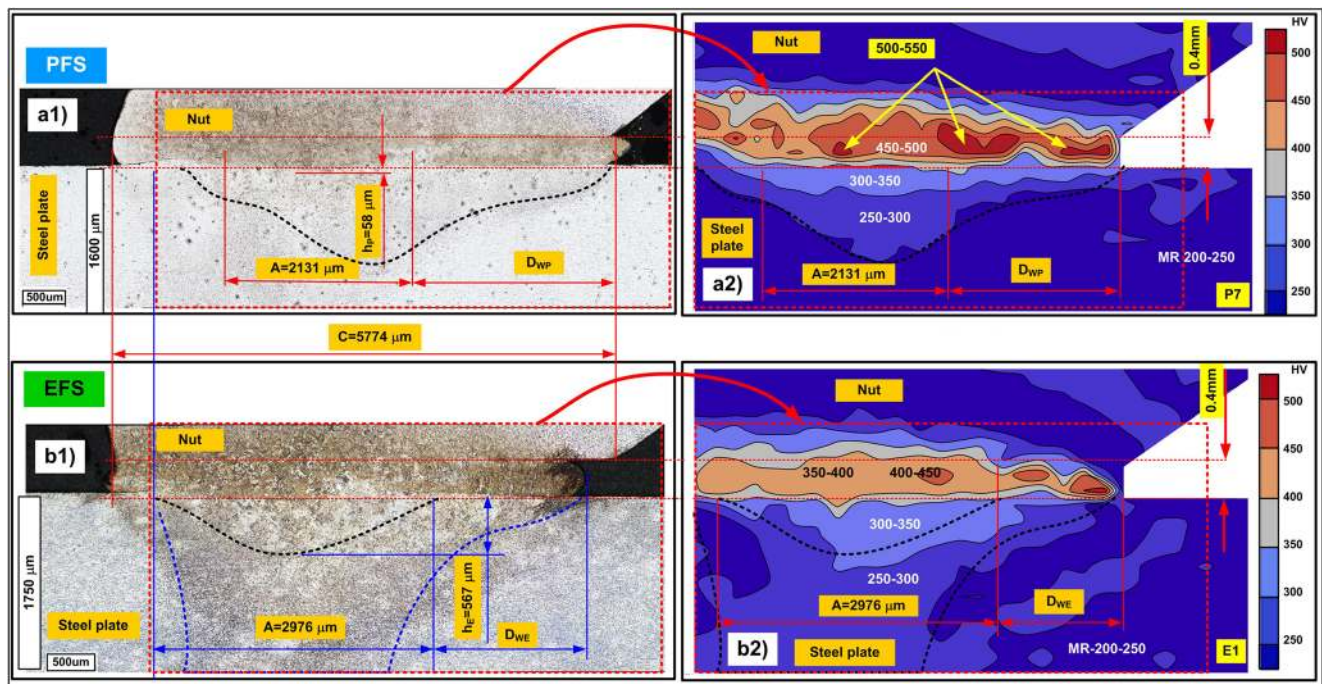 PFS
a1)
Nut
Steel plate
1600 μm
500um
hP=58 μm
A=2131 μm
DWP
C=5774 μm
Nut
500-550
0.4mm
HV
500
450
400
350
300
250
450-500
300-350
250-300
Steel
plate
MR 200-250
A=2131 μm
DWP
a2)
P7
EFS
b1)
Nut
1750 μm
Steel plate
500um
A=2976 μm
hE=567 μm
DWE
Nut
0.4mm
HV
500
450
400
350
300
250
350-400
400-450
300-350
250-300
A=2976 μm
DWE
MR-200-250
b2)
Steel plate
E1